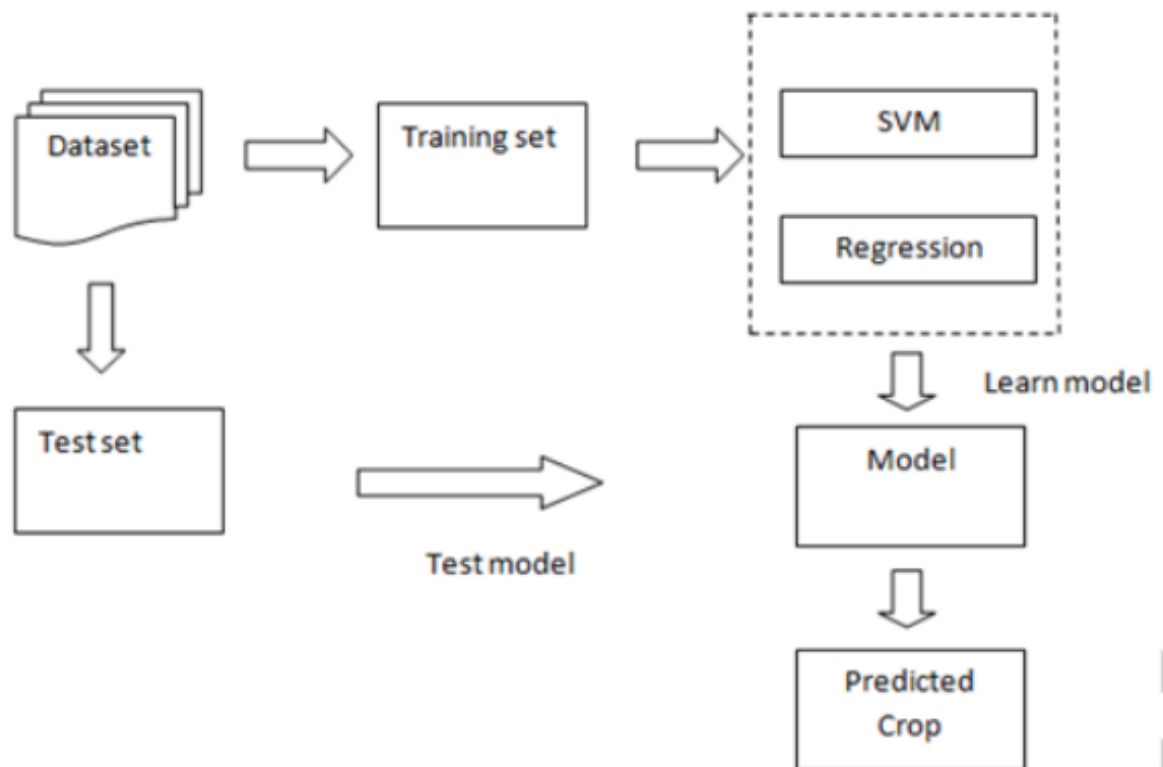 Dataset
Training set
SVM
Regression
Learn model
Test set
Model
Test model
Predicted
Crop